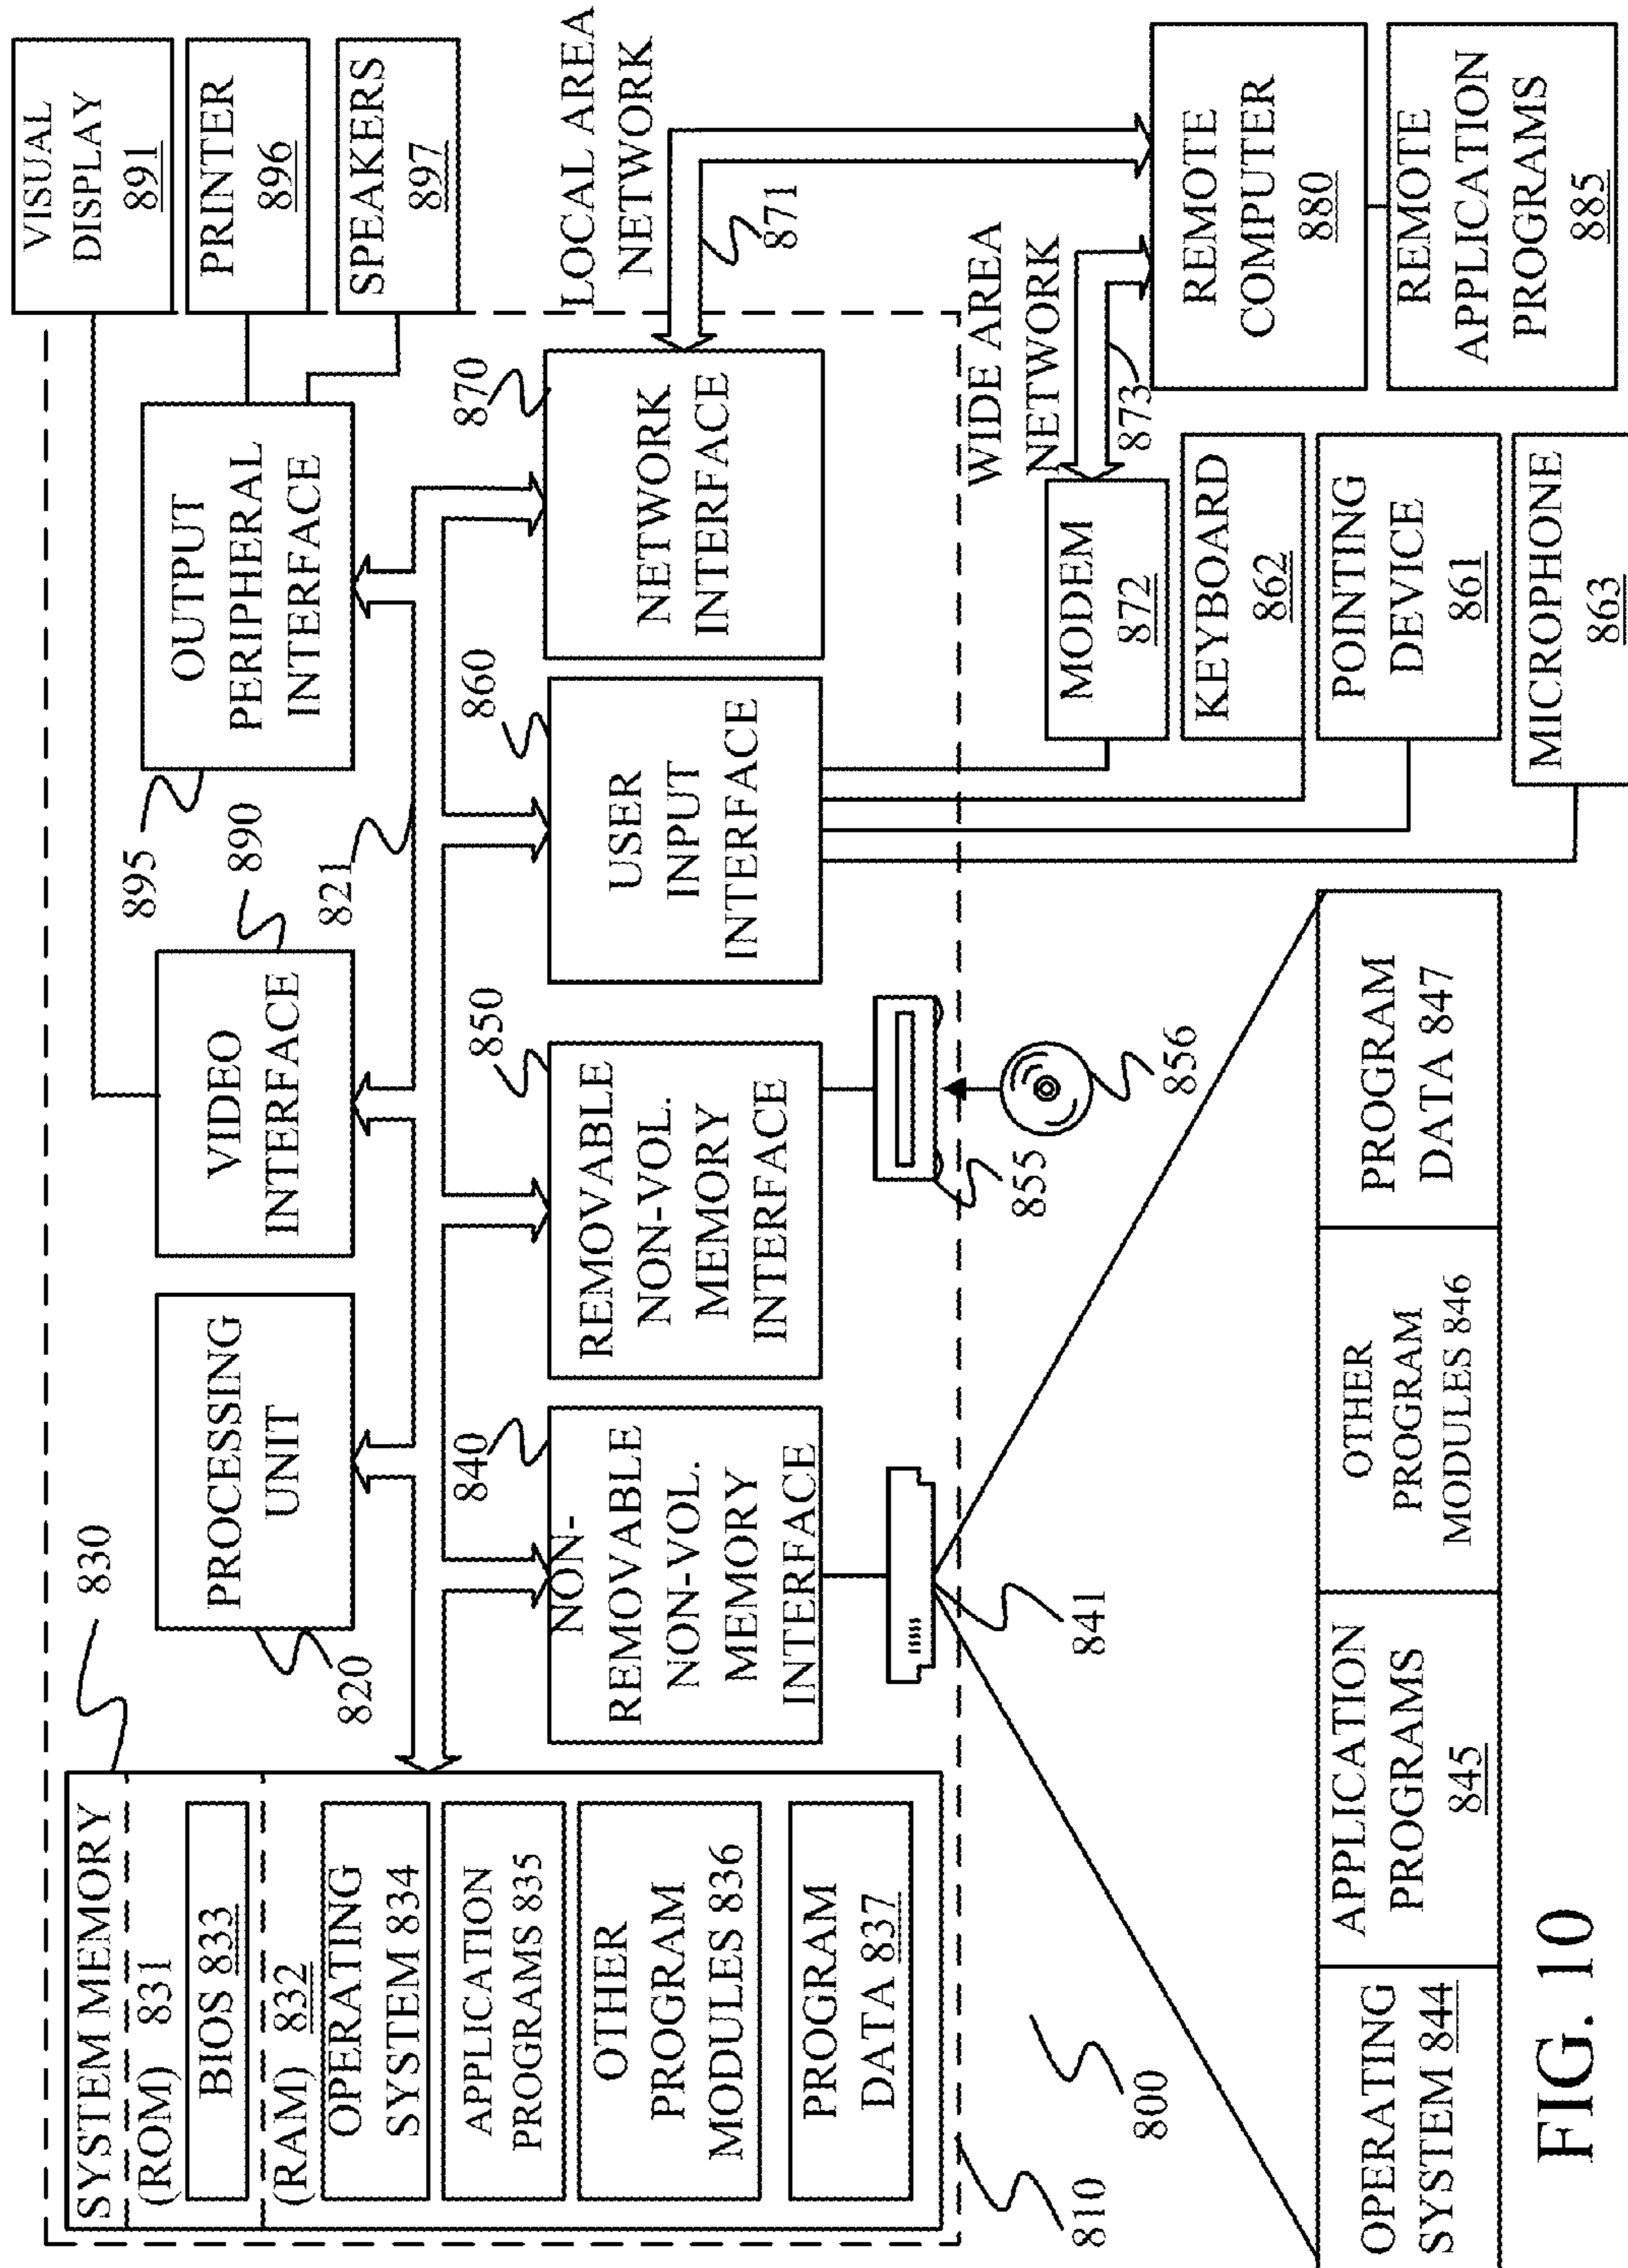 SYSTEM MEMORY
(ROM) 831
BIOS 833
(RAM) 832
OPERATING
SYSTEM 834
APPLICATION
PROGRAMS 835
OTHER
PROGRAM
MODULES 836
PROGRAM
DATA 837
830
PROCESSING
UNIT
820
VIDEO
INTERFACE
890
OUTPUT
PERIPHERAL
INTERFACE
895
821
VISUAL
DISPLAY
891
PRINTER
896
SPEAKERS
897
NON-
REMOVABLE
NON-VOL.
MEMORY
INTERFACE
840
REMOVABLE
NON-VOL.
MEMORY
INTERFACE
850
USER
INPUT
INTERFACE
860
NETWORK
INTERFACE
870
LOCAL AREA
NETWORK
871
WIDE AREA
NETWORK
873
841
855
856
MODEM
872
KEYBOARD
862
POINTING
DEVICE
861
MICROPHONE
863
REMOTE
COMPUTER
880
REMOTE
APPLICATION
PROGRAMS
885
810
800
OPERATING
SYSTEM 844
APPLICATION
PROGRAMS
845
OTHER
PROGRAM
MODULES 846
PROGRAM
DATA 847
FIG. 10